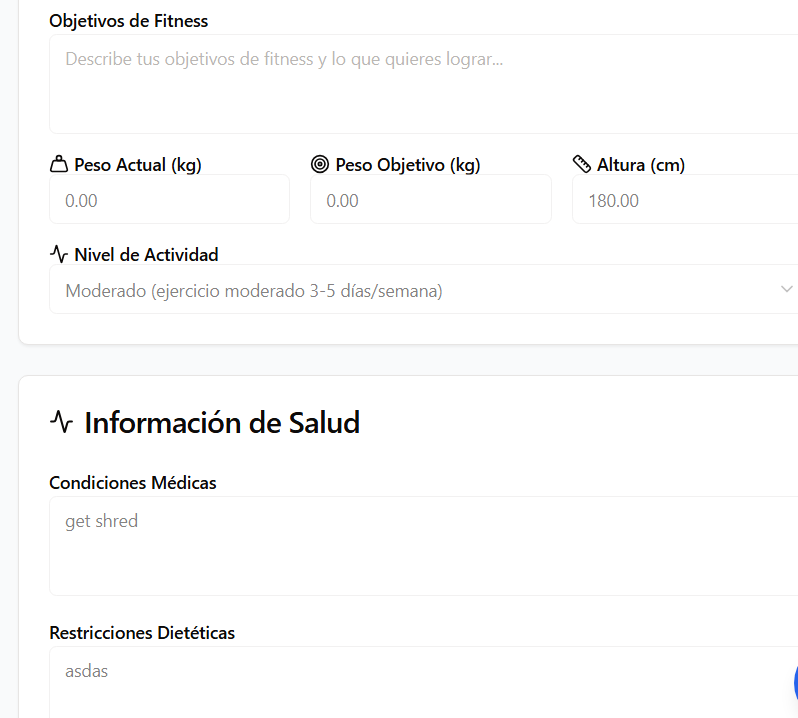 Objetivos de Fitness
Describe tus objetivos de fitness y lo que quieres lograr...
Peso Actual (kg) Peso Objetivo (kg) Altura (cm)
0.00 0.00 180.00
Nivel de Actividad
Moderado (ejercicio moderado 3-5 días/semana)
Información de Salud
Condiciones Médicas
get shred
Restricciones Dietéticas
asdas